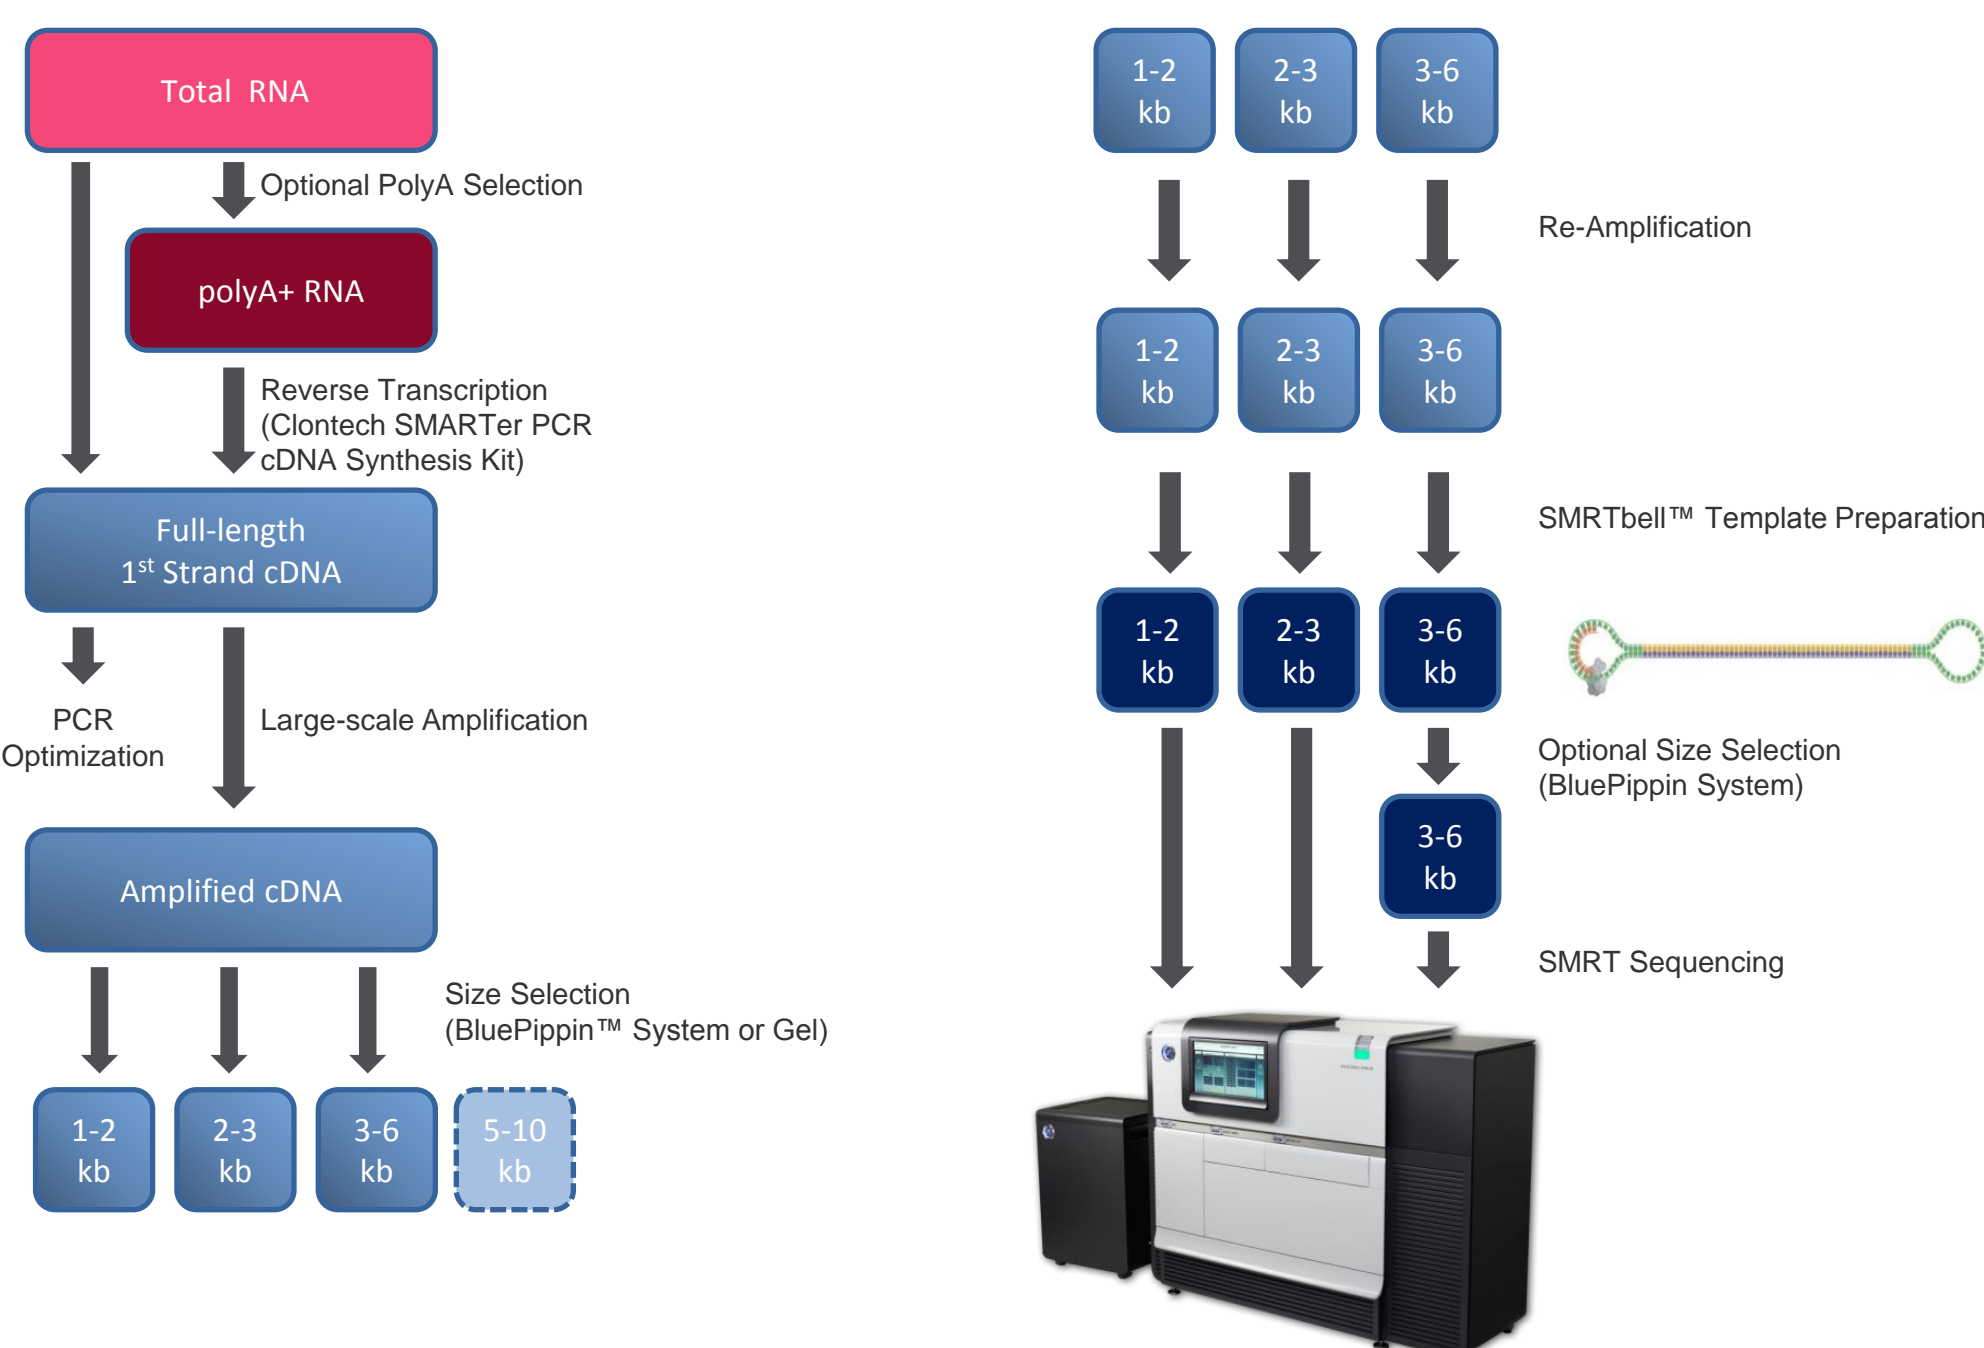 Total RNA
Optional PolyA Selection
polyA+ RNA
Reverse Transcription
(Clontech SMARTer PCR
cDNA Synthesis Kit)
Full-length
1st Strand cDNA
PCR
Optimization
Large-scale Amplification
Amplified cDNA
Size Selection
(BluePippin™ System or Gel)
1-2
kb
2-3
kb
3-6
kb
5-10
kb
1-2
kb
2-3
kb
3-6
kb
Re-Amplification
1-2
kb
2-3
kb
3-6
kb
SMRTbell™ Template Preparation
1-2
kb
2-3
kb
3-6
kb
Optional Size Selection
(BluePippin System)
3-6
kb
SMRT Sequencing